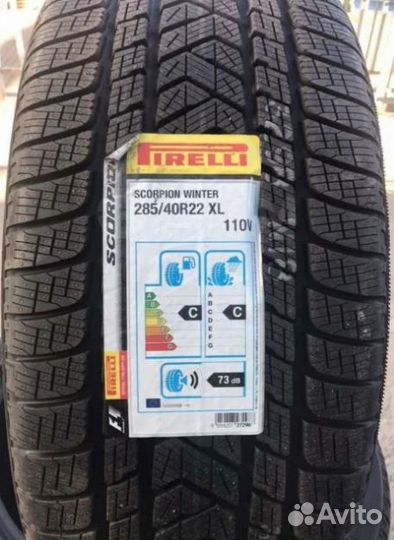 PIRELLI
SCORPION WINTER
285/40R22 XL
110V
SCORPION
A
B
C
D
E
F
G
C
A
B
C
D
E
F
G
C
73 dB
PIRELLI
Avito